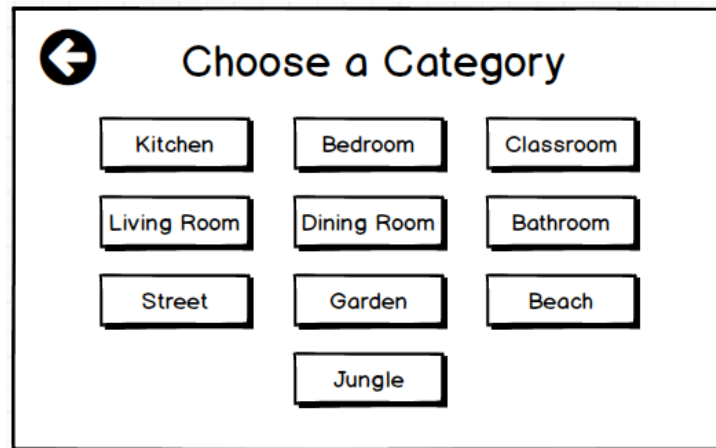 Choose a Category
Kitchen Bedroom Classroom
Living Room Dining Room Bathroom
Street Garden Beach
Jungle